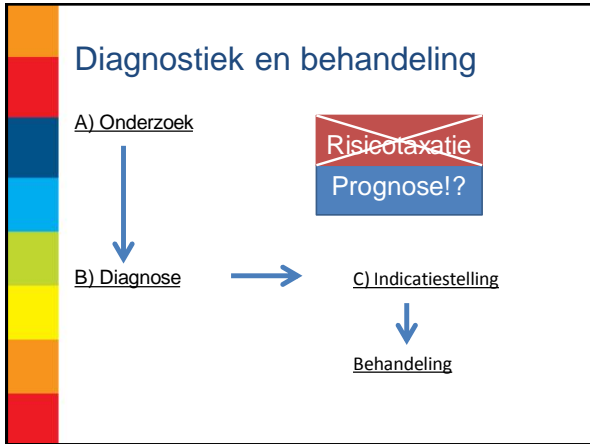 Diagnostiek en behandeling
A) Onderzoek
Risicotaxatie
Prognose!?
B) Diagnose
C) Indicatiestelling
Behandeling